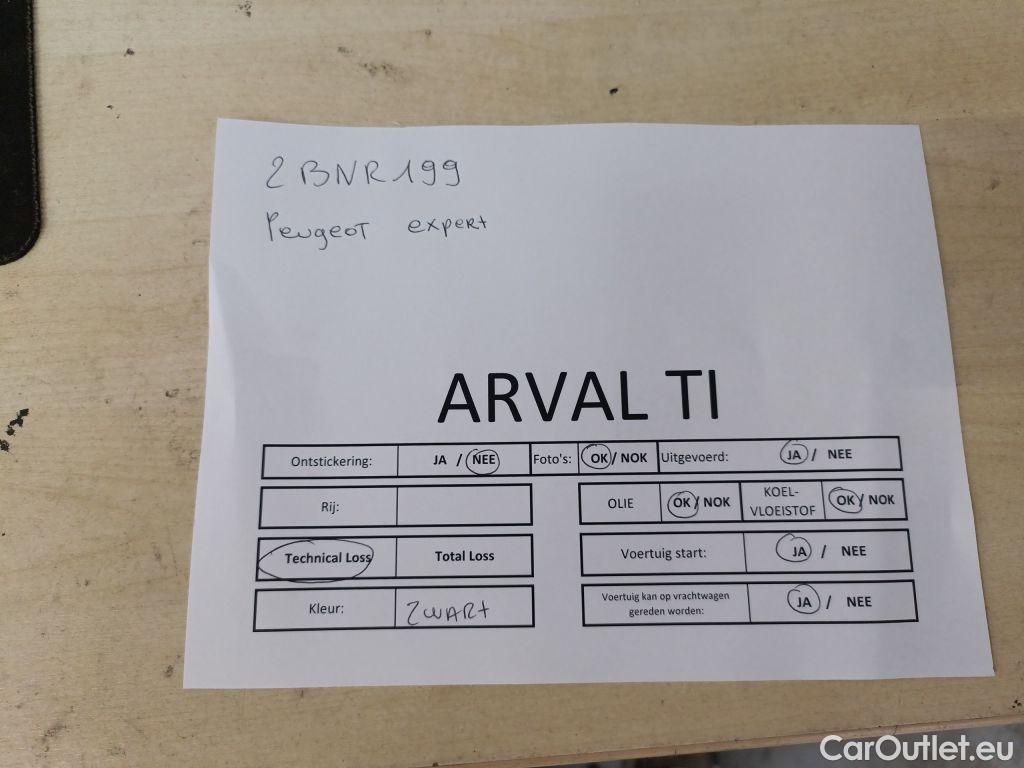 2BNR199
Peugeot expert
ARVAL TI
Ontstickering: JA / NEE Foto's: OK / NOK Uitgevoerd: JA / NEE
Rij: OLIE OK / NOK KOEL-VLOEISTOF OK / NOK
Technical Loss Total Loss Voertuig start: JA / NEE
Kleur: ZWART Voertuig kan op vrachtwagen gereden worden: JA / NEE
CarOutlet.eu